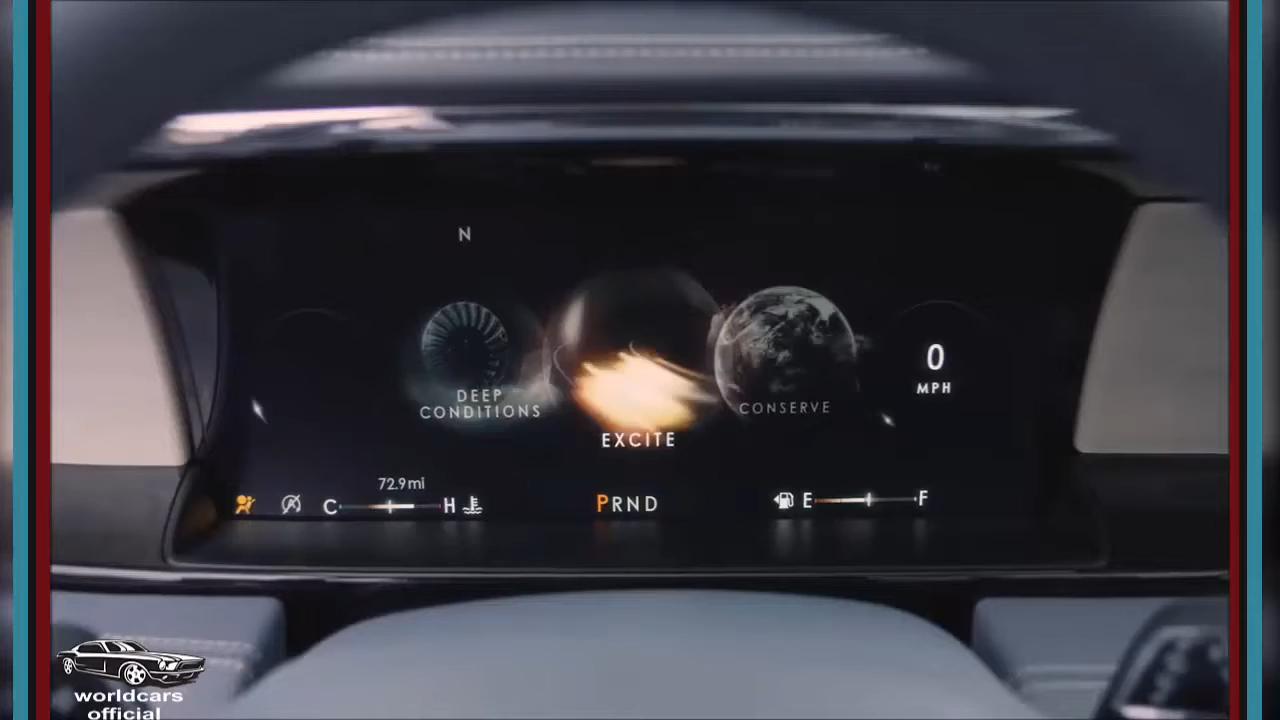 N
DEEP
CONDITIONS
EXCITE
CONSERVE
0
MPH
72.9mi
C H
PRND
E F
worldcars
official